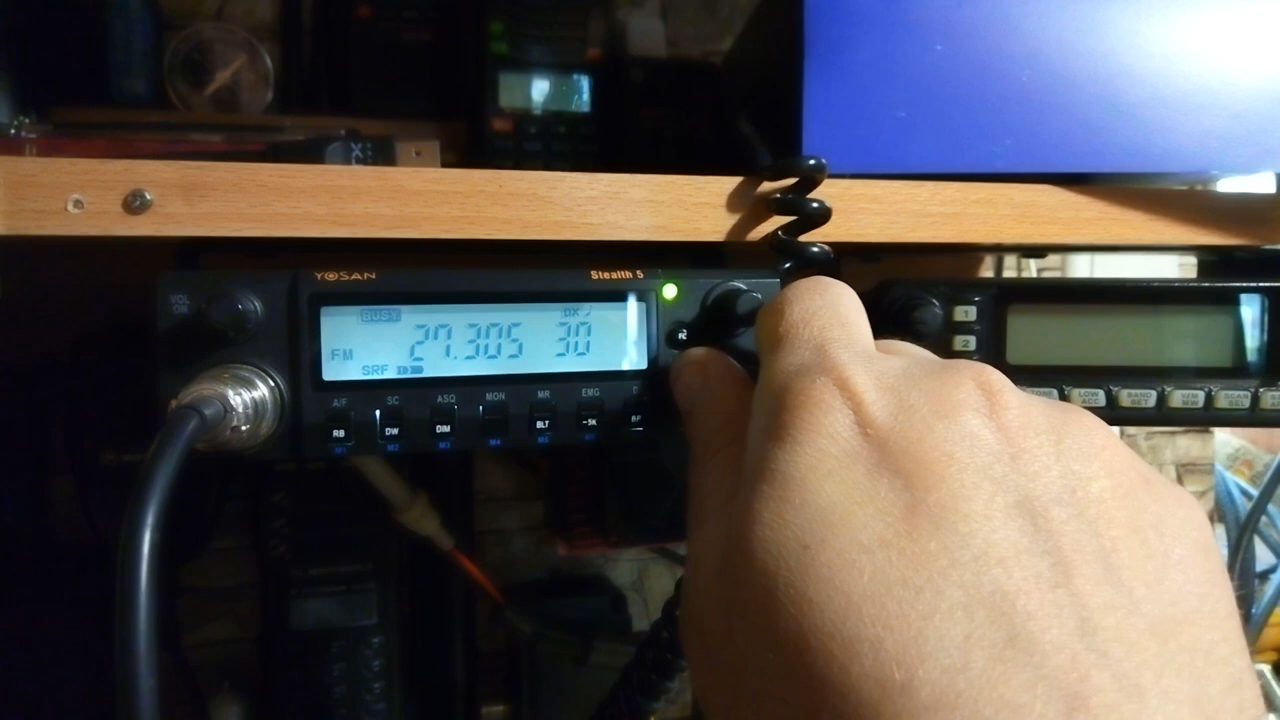 YOSAN
Stealth 5
VOL
ON
BUSY
DX
FM
27.305
30
SRF
A/F
SC
ASQ
MON
MR
EMG
RB
DW
DIM
BLT
-5K
BP
M1
M2
M3
M4
M5
FC
1
2
LOW
ACC
BAND
SET
V/M
MW
SCAN
SEL